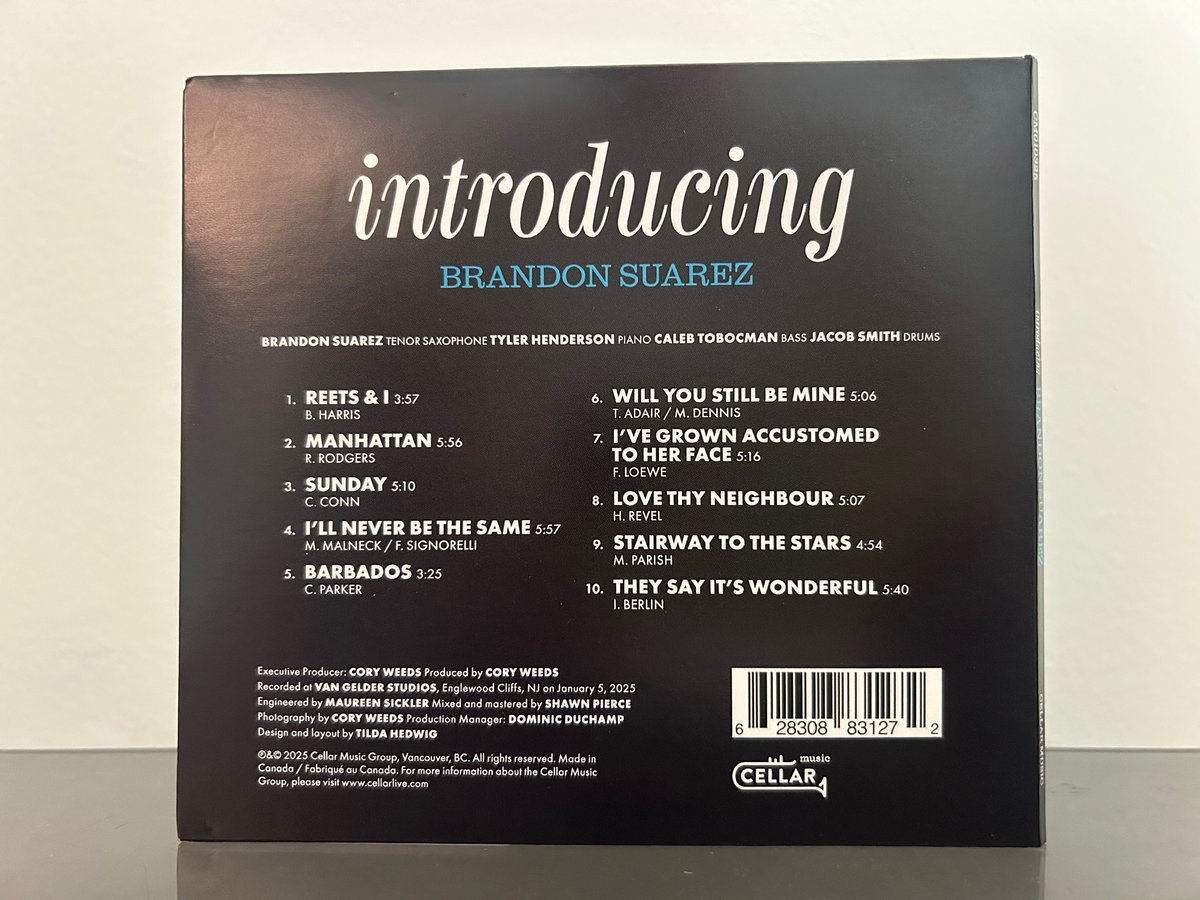 introducing
BRANDON SUAREZ
BRANDON SUAREZ TENOR SAXOPHONE TYLER HENDERSON PIANO CALEB TOBOCMAN BASS JACOB SMITH DRUMS
1. REETS & I 3:57
B. HARRIS
2. MANHATTAN 5:56
R. RODGERS
3. SUNDAY 5:10
C. CONN
4. I'LL NEVER BE THE SAME 5:57
M. MALNECK / F. SIGNORELLI
5. BARBADOS 3:25
C. PARKER
6. WILL YOU STILL BE MINE 5:06
T. ADAIR / M. DENNIS
7. I'VE GROWN ACCUSTOMED
TO HER FACE 5:16
F. LOEWE
8. LOVE THY NEIGHBOUR 5:07
H. REVEL
9. STAIRWAY TO THE STARS 4:54
M. PARISH
10. THEY SAY IT'S WONDERFUL 5:40
I. BERLIN
Executive Producer: CORY WEEDS Produced by CORY WEEDS
Recorded at VAN GELDER STUDIOS, Englewood Cliffs, NJ on January 5, 2025
Engineered by MAUREEN SICKLER Mixed and mastered by SHAWN PIERCE
Photography by CORY WEEDS Production Manager: DOMINIC DUCHAMP
Design and layout by TILDA HEDWIG
℗&© 2025 Cellar Music Group, Vancouver, BC. All rights reserved. Made in
Canada / Fabriqué au Canada. For more information about the Cellar Music
Group, please visit www.cellarlive.com
6 28308 83127 2
CELLAR music
introducing BRANDON SUAREZ
CELLAR MUSIC